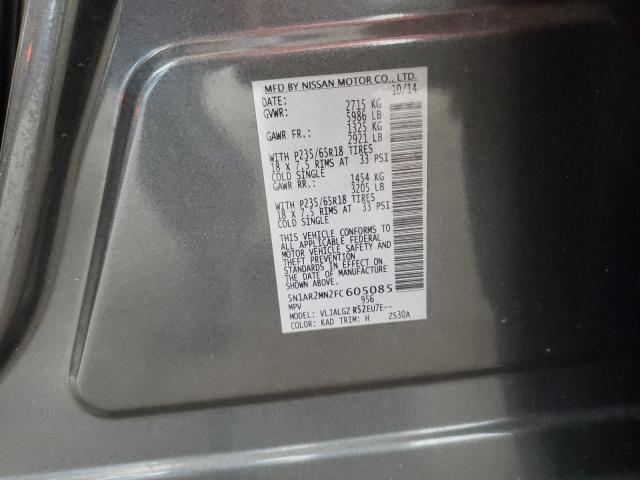 MFD BY NISSAN MOTOR CO., LTD.
DATE: 10/14
GVWR: 2715 KG
5986 LB
GAWR FR.: 1325 KG
2921 LB
WITH P235/65R18 TIRES
18 X 7.5 RIMS AT 33 PSI
COLD SINGLE
GAWR RR.: 1454 KG
3205 LB
WITH P235/65R18 TIRES
18 X 7.5 RIMS AT 33 PSI
COLD SINGLE
THIS VEHICLE CONFORMS TO
ALL APPLICABLE FEDERAL
MOTOR VEHICLE SAFETY AND
THEFT PREVENTION
STANDARDS IN EFFECT ON THE
DATE OF MANUFACTURE
SHOWN ABOVE.
5N1AR2MN2FC605085
MPV 956
MODEL: VLJALGZ R52EU7E--
COLOR: KAD TRIM: H ZS30A